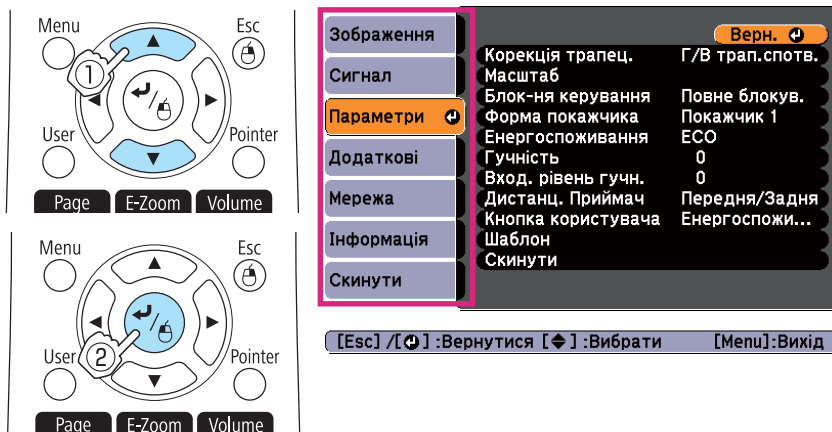 Menu Esc
1
User Pointer
Page E-Zoom Volume
Menu Esc
2
User Pointer
Page E-Zoom Volume
Зображення
Сигнал
Параметри
Додаткові
Мережа
Інформація
Скинути
Верн.
Корекція трапец. Г/В трап.спотв.
Масштаб
Блок-ня керування Повне блокув.
Форма покажчика Покажчик 1
Енергоспоживання ECO
Гучність 0
Вход. рівень гучн. 0
Дистанц. Приймач Передня/Задня
Кнопка користувача Енергоспожи...
Шаблон
Скинути
[Esc] /[⏎] :Вернутися [◆] :Вибрати [Menu]:Вихід